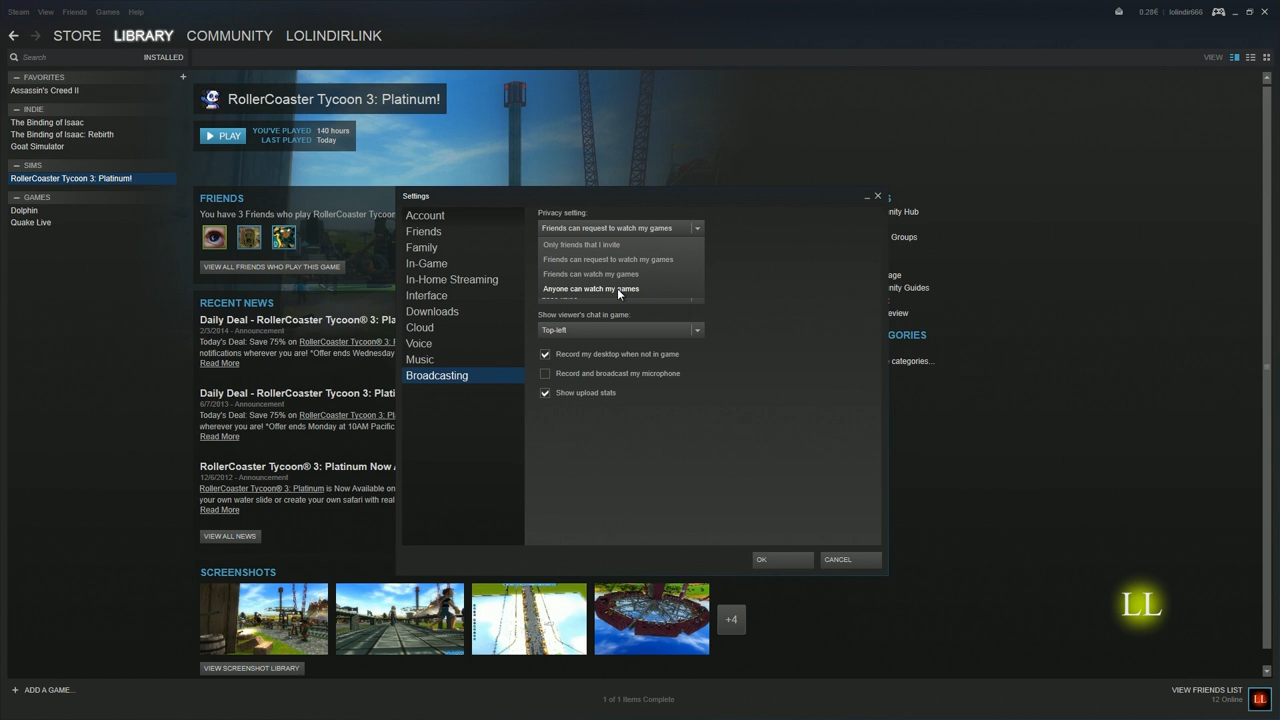 Steam View Friends Games Help
0.28€ lolindir666
STORE LIBRARY COMMUNITY LOLINDIRLINK
Search INSTALLED
VIEW
FAVORITES
Assassin's Creed II
INDIE
The Binding of Isaac
The Binding of Isaac: Rebirth
Goat Simulator
SIMS
RollerCoaster Tycoon 3: Platinum!
GAMES
Dolphin
Quake Live
RollerCoaster Tycoon 3: Platinum!
PLAY
YOU'VE PLAYED 140 hours
LAST PLAYED Today
FRIENDS
You have 3 Friends who play RollerCoaster Tycoon
VIEW ALL FRIENDS WHO PLAY THIS GAME
RECENT NEWS
Daily Deal - RollerCoaster Tycoon® 3: Pla
2/3/2014 - Announcement
Today's Deal: Save 75% on RollerCoaster Tycoon® 3: Pl
notifications wherever you are! *Offer ends Wednesday
Read More
Daily Deal - RollerCoaster Tycoon® 3: Plati
6/7/2013 - Announcement
Today's Deal: Save 75% on RollerCoaster Tycoon® 3: Pl
wherever you are! *Offer ends Monday at 10AM Pacific
Read More
RollerCoaster Tycoon® 3: Platinum Now A
12/6/2012 - Announcement
RollerCoaster Tycoon® 3: Platinum is Now Available on
your own water slide or create your own safari with real
Read More
VIEW ALL NEWS
SCREENSHOTS
+4
VIEW SCREENSHOT LIBRARY
Settings
Account
Friends
Family
In-Game
In-Home Streaming
Interface
Downloads
Cloud
Voice
Music
Broadcasting
Privacy setting:
Friends can request to watch my games
Only friends that I invite
Friends can request to watch my games
Friends can watch my games
Anyone can watch my games
Show viewer's chat in game:
Top-left
Record my desktop when not in game
Record and broadcast my microphone
Show upload stats
OK CANCEL
S
nity Hub
Groups
age
nity Guides
eview
GORIES
e categories...
LL
ADD A GAME...
1 of 1 Items Complete
VIEW FRIENDS LIST
12 Online
LL